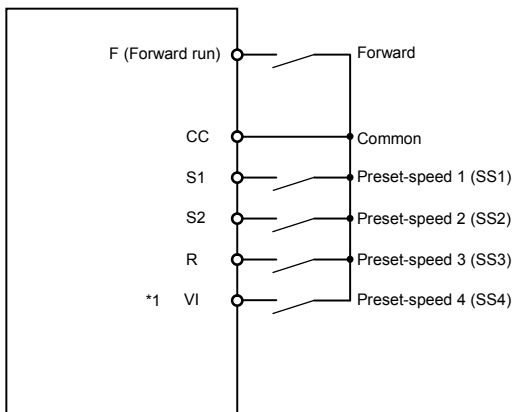 F (Forward run) Forward
CC Common
S1 Preset-speed 1 (SS1)
S2 Preset-speed 2 (SS2)
R Preset-speed 3 (SS3)
*1 VI Preset-speed 4 (SS4)